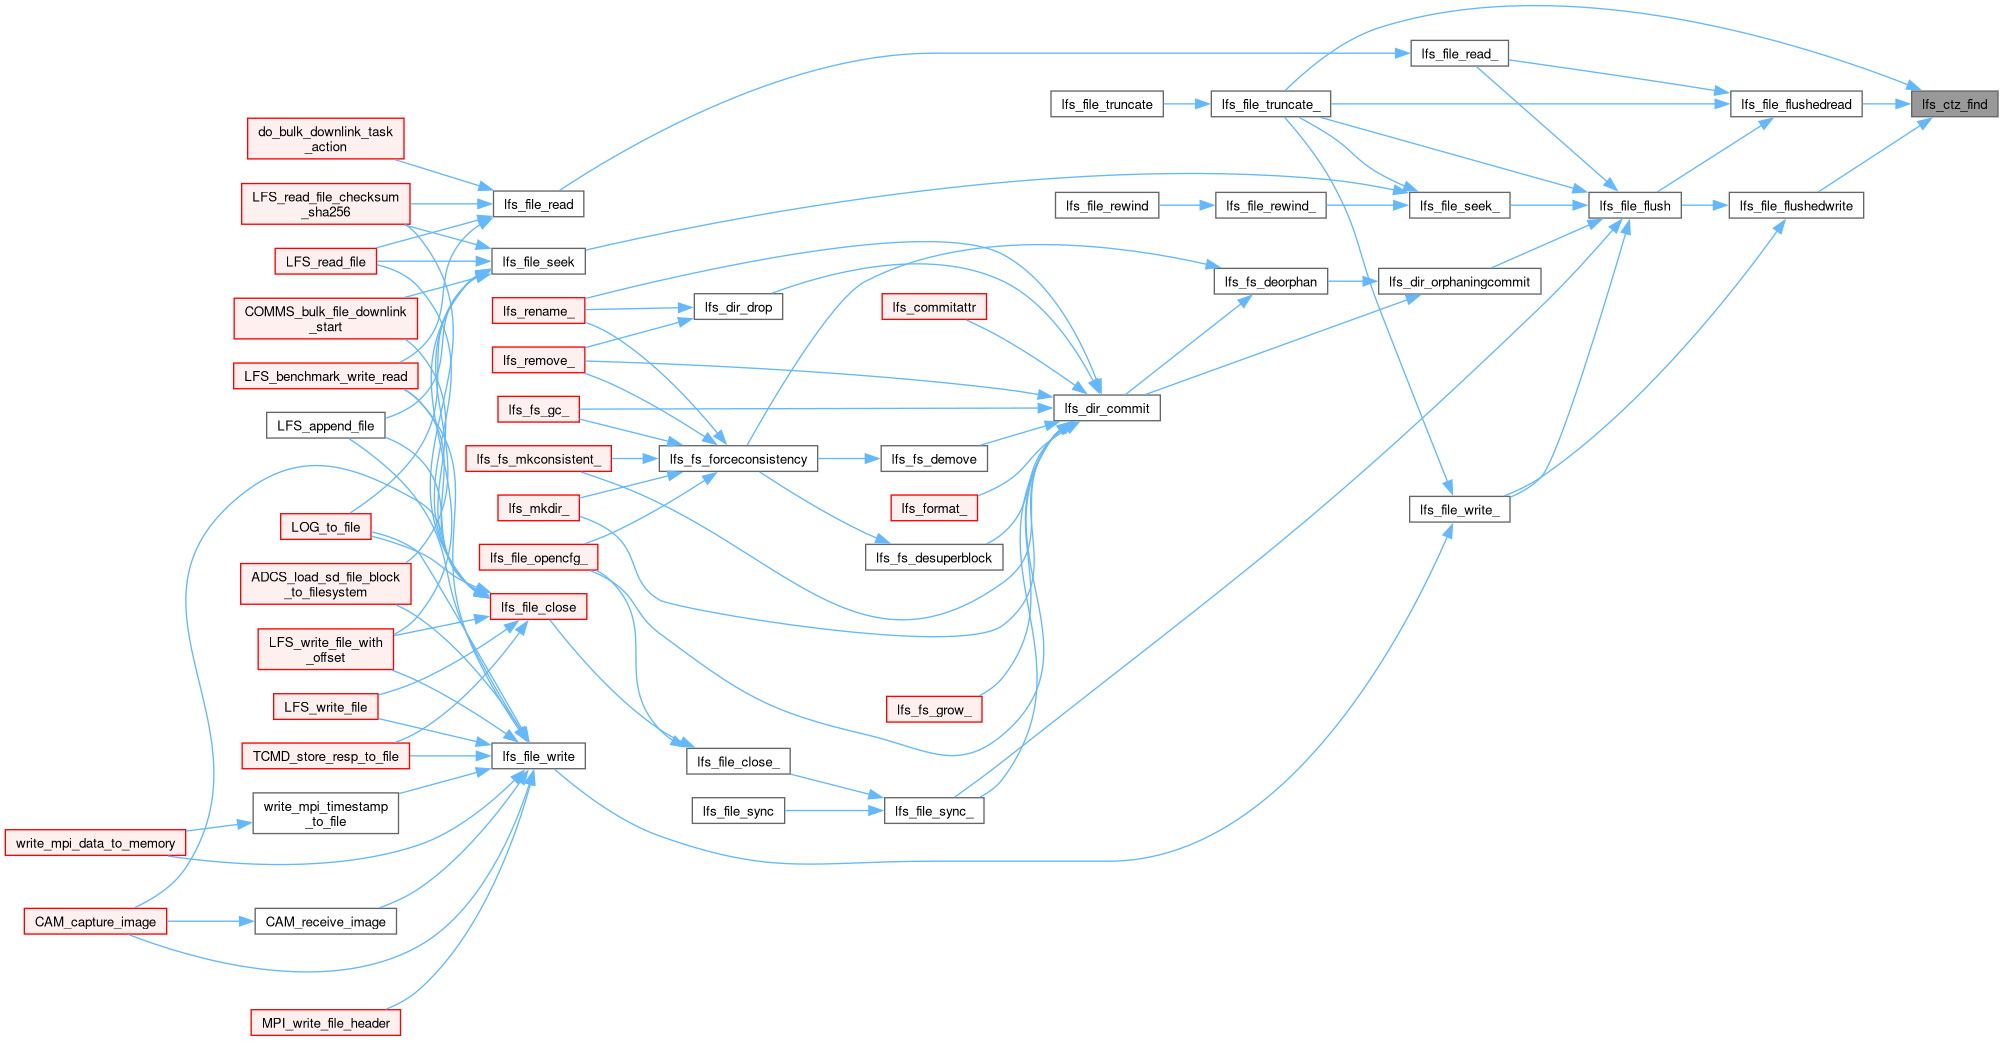 lfs_file_read_
lfs_file_truncate
lfs_file_truncate_
lfs_file_flushedread
lfs_ctz_find
do_bulk_downlink_task
_action
LFS_read_file_checksum
_sha256
lfs_file_read
lfs_file_rewind
lfs_file_rewind_
lfs_file_seek_
lfs_file_flush
lfs_file_flushedwrite
LFS_read_file
lfs_file_seek
lfs_fs_deorphan
lfs_dir_orphaningcommit
COMMS_bulk_file_downlink
_start
lfs_rename_
lfs_dir_drop
lfs_commitattr
lfs_remove_
LFS_benchmark_write_read
lfs_fs_gc_
lfs_dir_commit
LFS_append_file
lfs_fs_mkconsistent_
lfs_fs_forceconsistency
lfs_fs_demove
lfs_mkdir_
lfs_format_
lfs_file_write_
LOG_to_file
lfs_file_opencfg_
lfs_fs_desuperblock
ADCS_load_sd_file_block
_to_filesystem
lfs_file_close
LFS_write_file_with
_offset
LFS_write_file
lfs_fs_grow_
TCMD_store_resp_to_file
lfs_file_write
lfs_file_close_
write_mpi_timestamp
_to_file
lfs_file_sync
lfs_file_sync_
write_mpi_data_to_memory
CAM_capture_image
CAM_receive_image
MPI_write_file_header